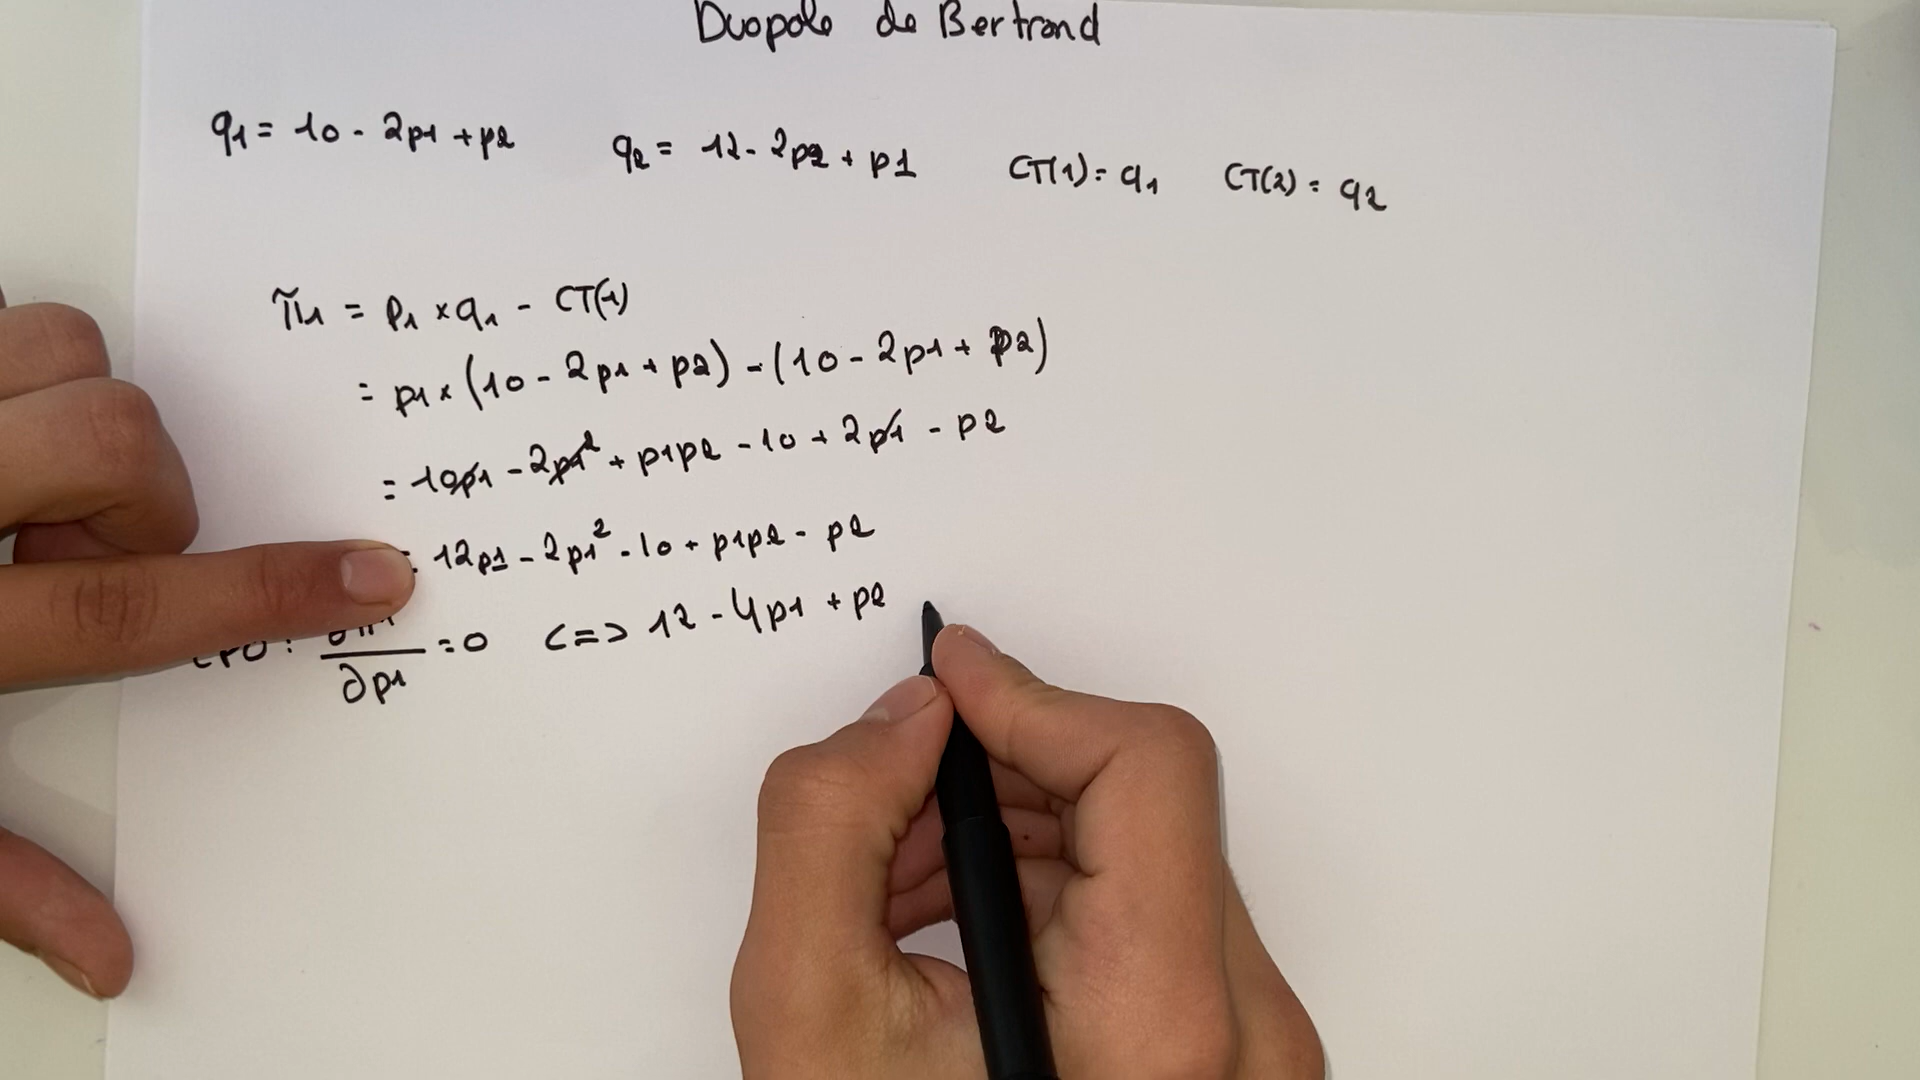 Duopole de Bertrand
q1 = 10 - 2p1 + p2    q2 = 12 - 2p2 + p1    CT(1) = q1    CT(2) = q2
π1 = p1 × q1 - CT(1)
= p1 × (10 - 2p1 + p2) - (10 - 2p1 + p2)
= 10p1 - 2p1² + p1p2 - 10 + 2p1 - p2
= 12p1 - 2p1² - 10 + p1p2 - p2
: ∂π1/∂p1 = 0 <=> 12 - 4p1 + p2